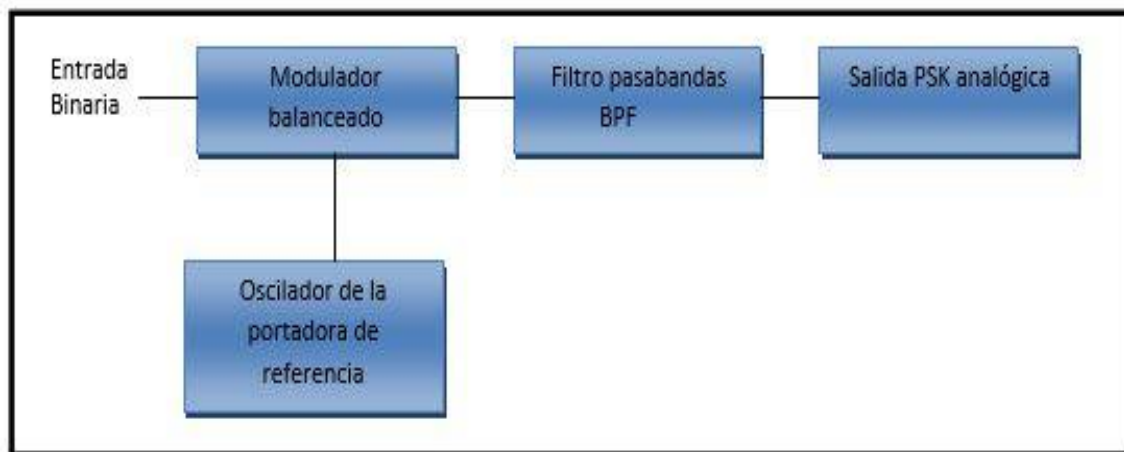 Entrada
Binaria
Modulador
balanceado
Filtro pasabandas
BPF
Salida PSK analógica
Oscilador de la
portadora de
referencia